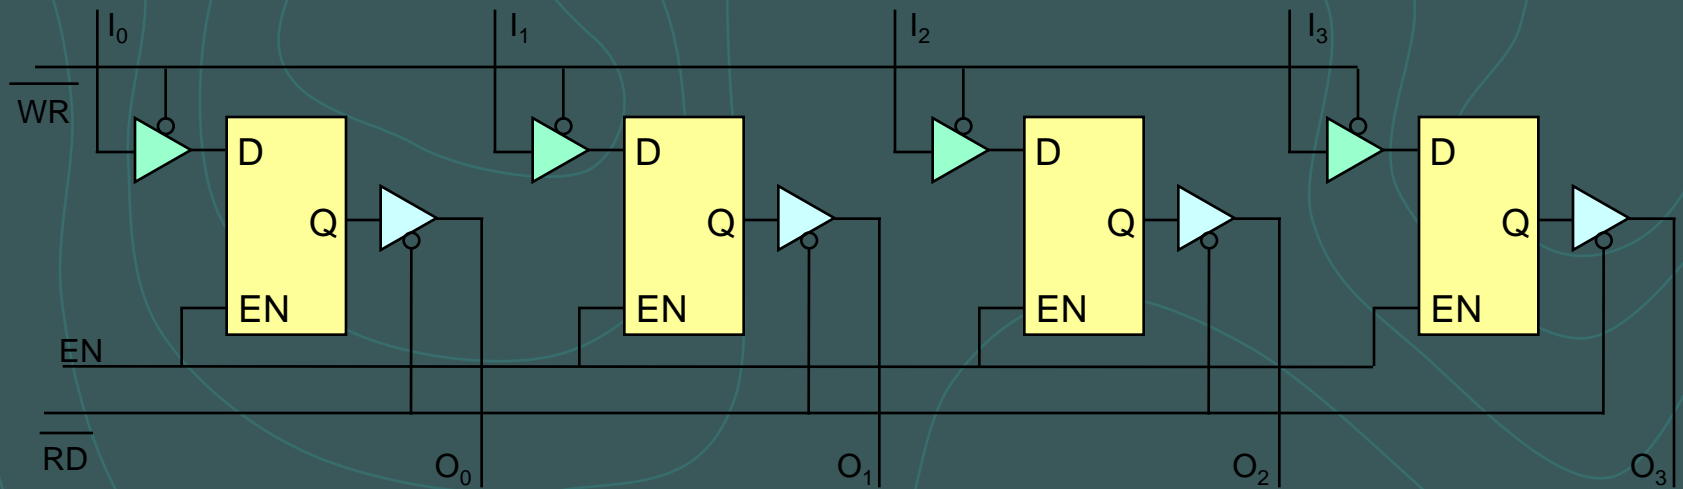 I0 I1 I2 I3
WR
D D D D
Q Q Q Q
EN EN EN EN
EN
RD
O0 O1 O2 O3